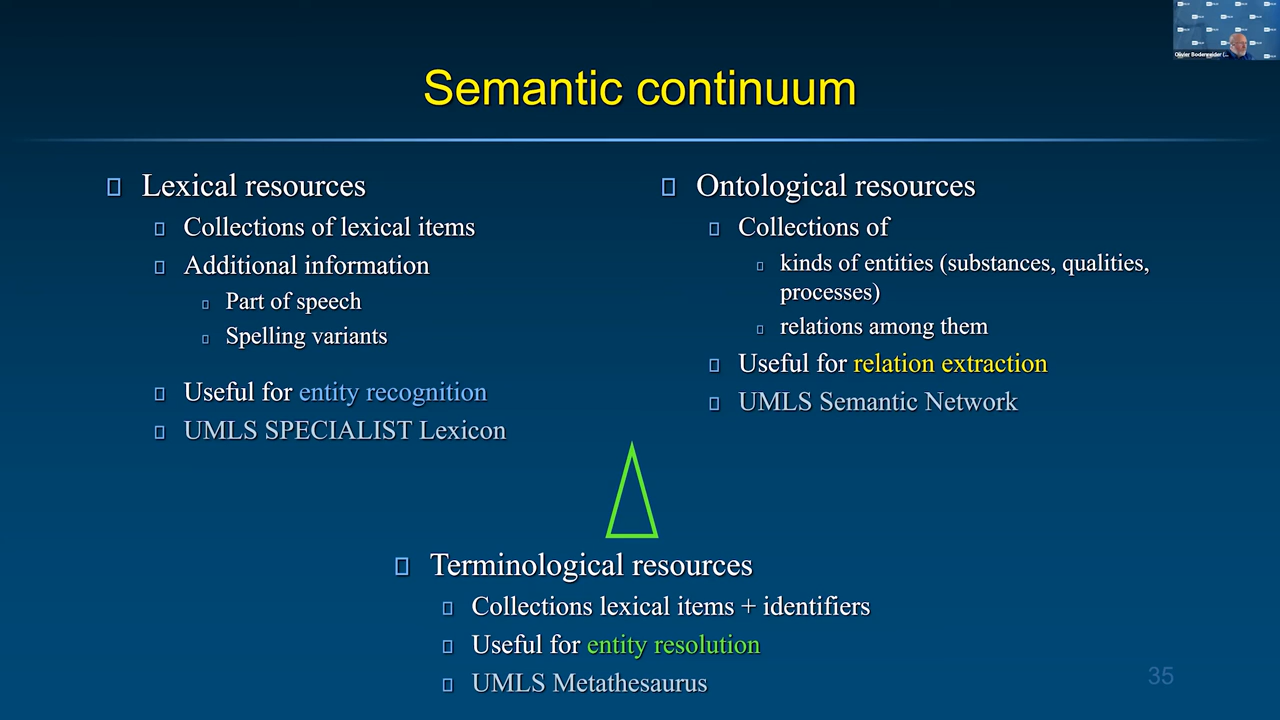 Semantic continuum
Lexical resources
Collections of lexical items
Additional information
Part of speech
Spelling variants
Useful for entity recognition
UMLS SPECIALIST Lexicon
Ontological resources
Collections of
kinds of entities (substances, qualities,
processes)
relations among them
Useful for relation extraction
UMLS Semantic Network
Terminological resources
Collections lexical items + identifiers
Useful for entity resolution
UMLS Metathesaurus
35
Olivier Bodenreider (...